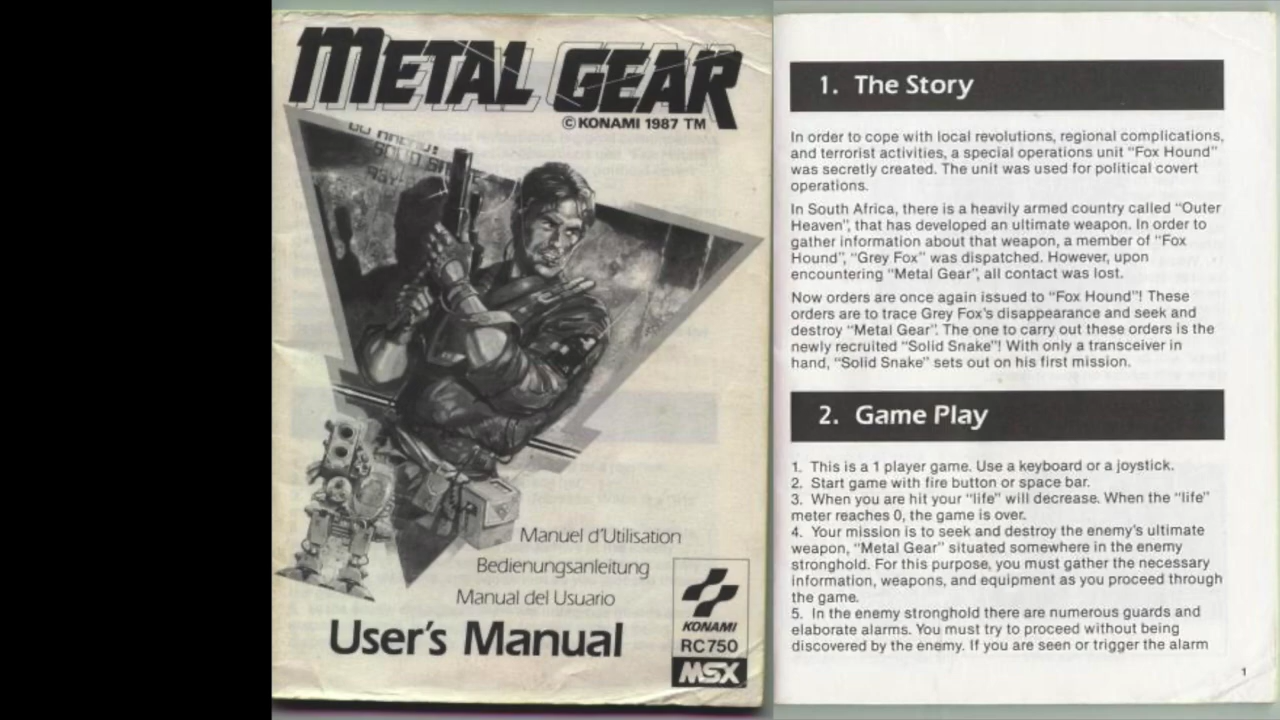 METAL GEAR
©KONAMI 1987 TM
Manuel d'Utilisation
Bedienungsanleitung
Manual del Usuario
User's Manual
KONAMI
RC750
MSX
1. The Story
In order to cope with local revolutions, regional complications,
and terrorist activities, a special operations unit “Fox Hound”
was secretly created. The unit was used for political covert
operations.
In South Africa, there is a heavily armed country called “Outer
Heaven”, that has developed an ultimate weapon. In order to
gather information about that weapon, a member of “Fox
Hound”, “Grey Fox” was dispatched. However, upon
encountering “Metal Gear”, all contact was lost.
Now orders are once again issued to “Fox Hound”! These
orders are to trace Grey Fox's disappearance and seek and
destroy “Metal Gear”. The one to carry out these orders is the
newly recruited “Solid Snake”! With only a transceiver in
hand, “Solid Snake” sets out on his first mission.
2. Game Play
1. This is a 1 player game. Use a keyboard or a joystick.
2. Start game with fire button or space bar.
3. When you are hit your “life” will decrease. When the “life”
meter reaches 0, the game is over.
4. Your mission is to seek and destroy the enemy's ultimate
weapon, “Metal Gear” situated somewhere in the enemy
stronghold. For this purpose, you must gather the necessary
information, weapons, and equipment as you proceed through
the game.
5. In the enemy stronghold there are numerous guards and
elaborate alarms. You must try to proceed without being
discovered by the enemy. If you are seen or trigger the alarm
1